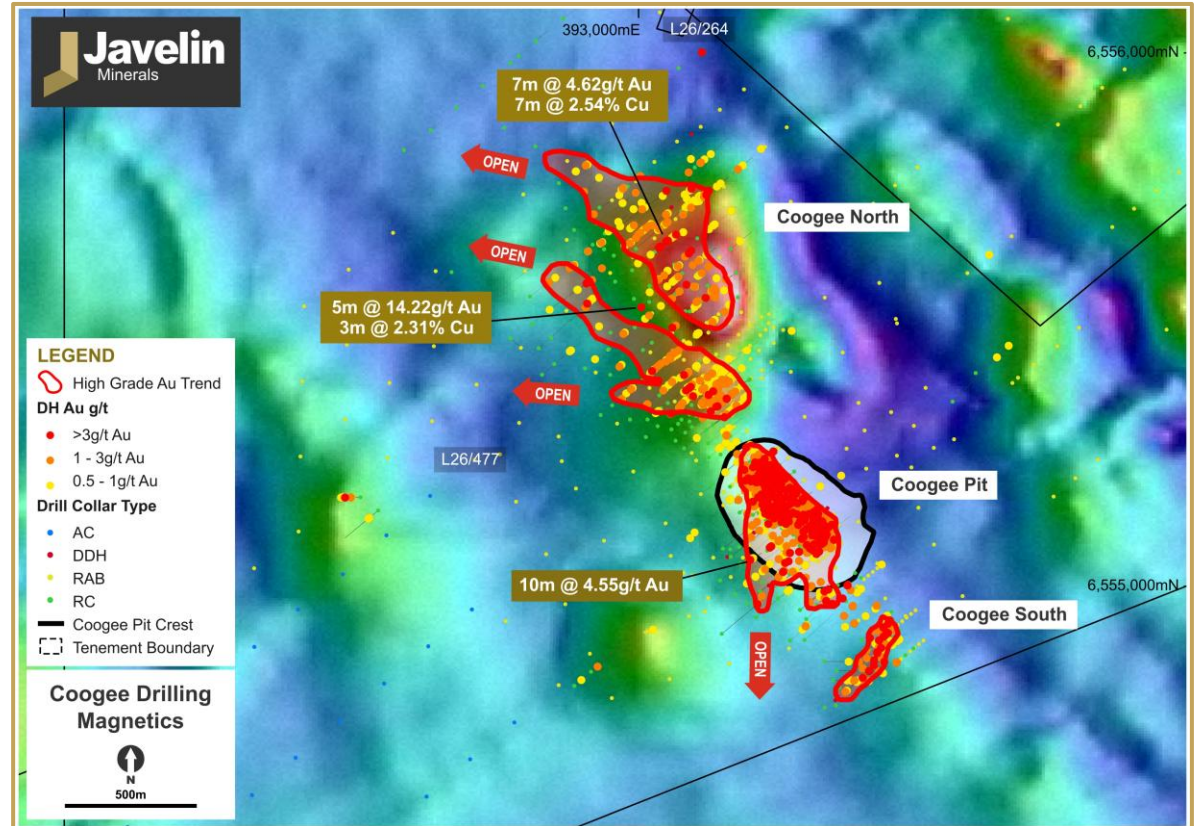 Javelin
Minerals
393,000mE
L26/264
6,556,000mN
7m @ 4.62g/t Au
7m @ 2.54% Cu
OPEN
Coogee North
OPEN
5m @ 14.22g/t Au
3m @ 2.31% Cu
OPEN
L26/477
Coogee Pit
10m @ 4.55g/t Au
6,555,000mN
Coogee South
OPEN
LEGEND
High Grade Au Trend
DH Au g/t
>3g/t Au
1 - 3g/t Au
0.5 - 1g/t Au
Drill Collar Type
AC
DDH
RAB
RC
Coogee Pit Crest
Tenement Boundary
Coogee Drilling
Magnetics
N
500m